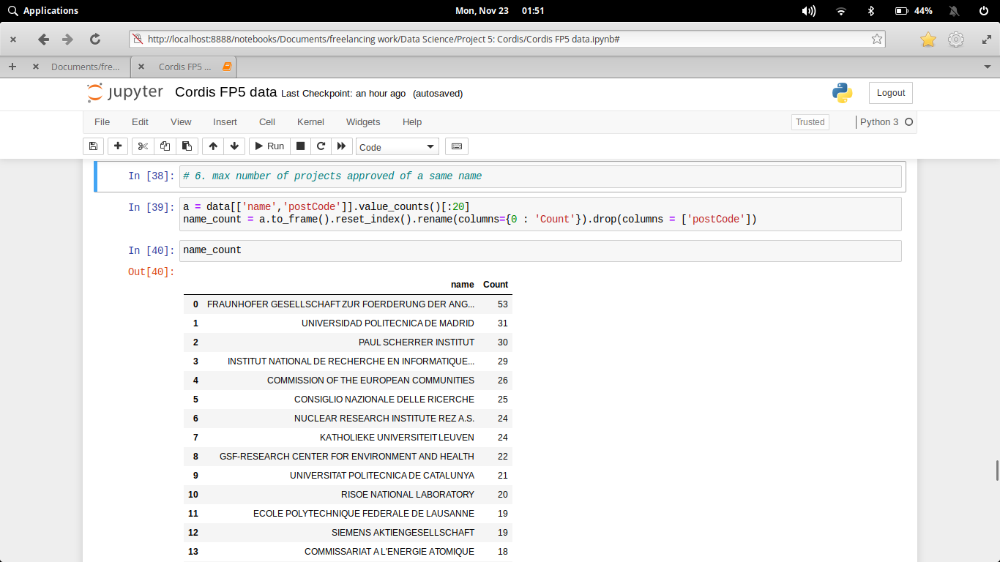 Applications
Mon, Nov 23 01:51
44%
http://localhost:8888/notebooks/Documents/freelancing work/Data Science/Project 5: Cordis/Cordis FP5 data.ipynb#
Documents/fre...
Cordis FP5 ...
jupyter Cordis FP5 data Last Checkpoint: an hour ago (autosaved)
Logout
File Edit View Insert Cell Kernel Widgets Help
Trusted
Python 3
Run
Code
In [38]: # 6. max number of projects approved of a same name
In [39]: a = data[['name','postCode']].value_counts()[:20]
name_count = a.to_frame().reset_index().rename(columns={0 : 'Count'}).drop(columns = ['postCode'])
In [40]: name_count
Out[40]:
name Count
0 FRAUNHOFER GESELLSCHAFT ZUR FOERDERUNG DER ANG... 53
1 UNIVERSIDAD POLITECNICA DE MADRID 31
2 PAUL SCHERRER INSTITUT 30
3 INSTITUT NATIONAL DE RECHERCHE EN INFORMATIQUE... 29
4 COMMISSION OF THE EUROPEAN COMMUNITIES 26
5 CONSIGLIO NAZIONALE DELLE RICERCHE 25
6 NUCLEAR RESEARCH INSTITUTE REZ A.S. 24
7 KATHOLIEKE UNIVERSITEIT LEUVEN 24
8 GSF-RESEARCH CENTER FOR ENVIRONMENT AND HEALTH 22
9 UNIVERSITAT POLITECNICA DE CATALUNYA 21
10 RISOE NATIONAL LABORATORY 20
11 ECOLE POLYTECHNIQUE FEDERALE DE LAUSANNE 19
12 SIEMENS AKTIENGESELLSCHAFT 19
13 COMMISSARIAT A L'ENERGIE ATOMIQUE 18